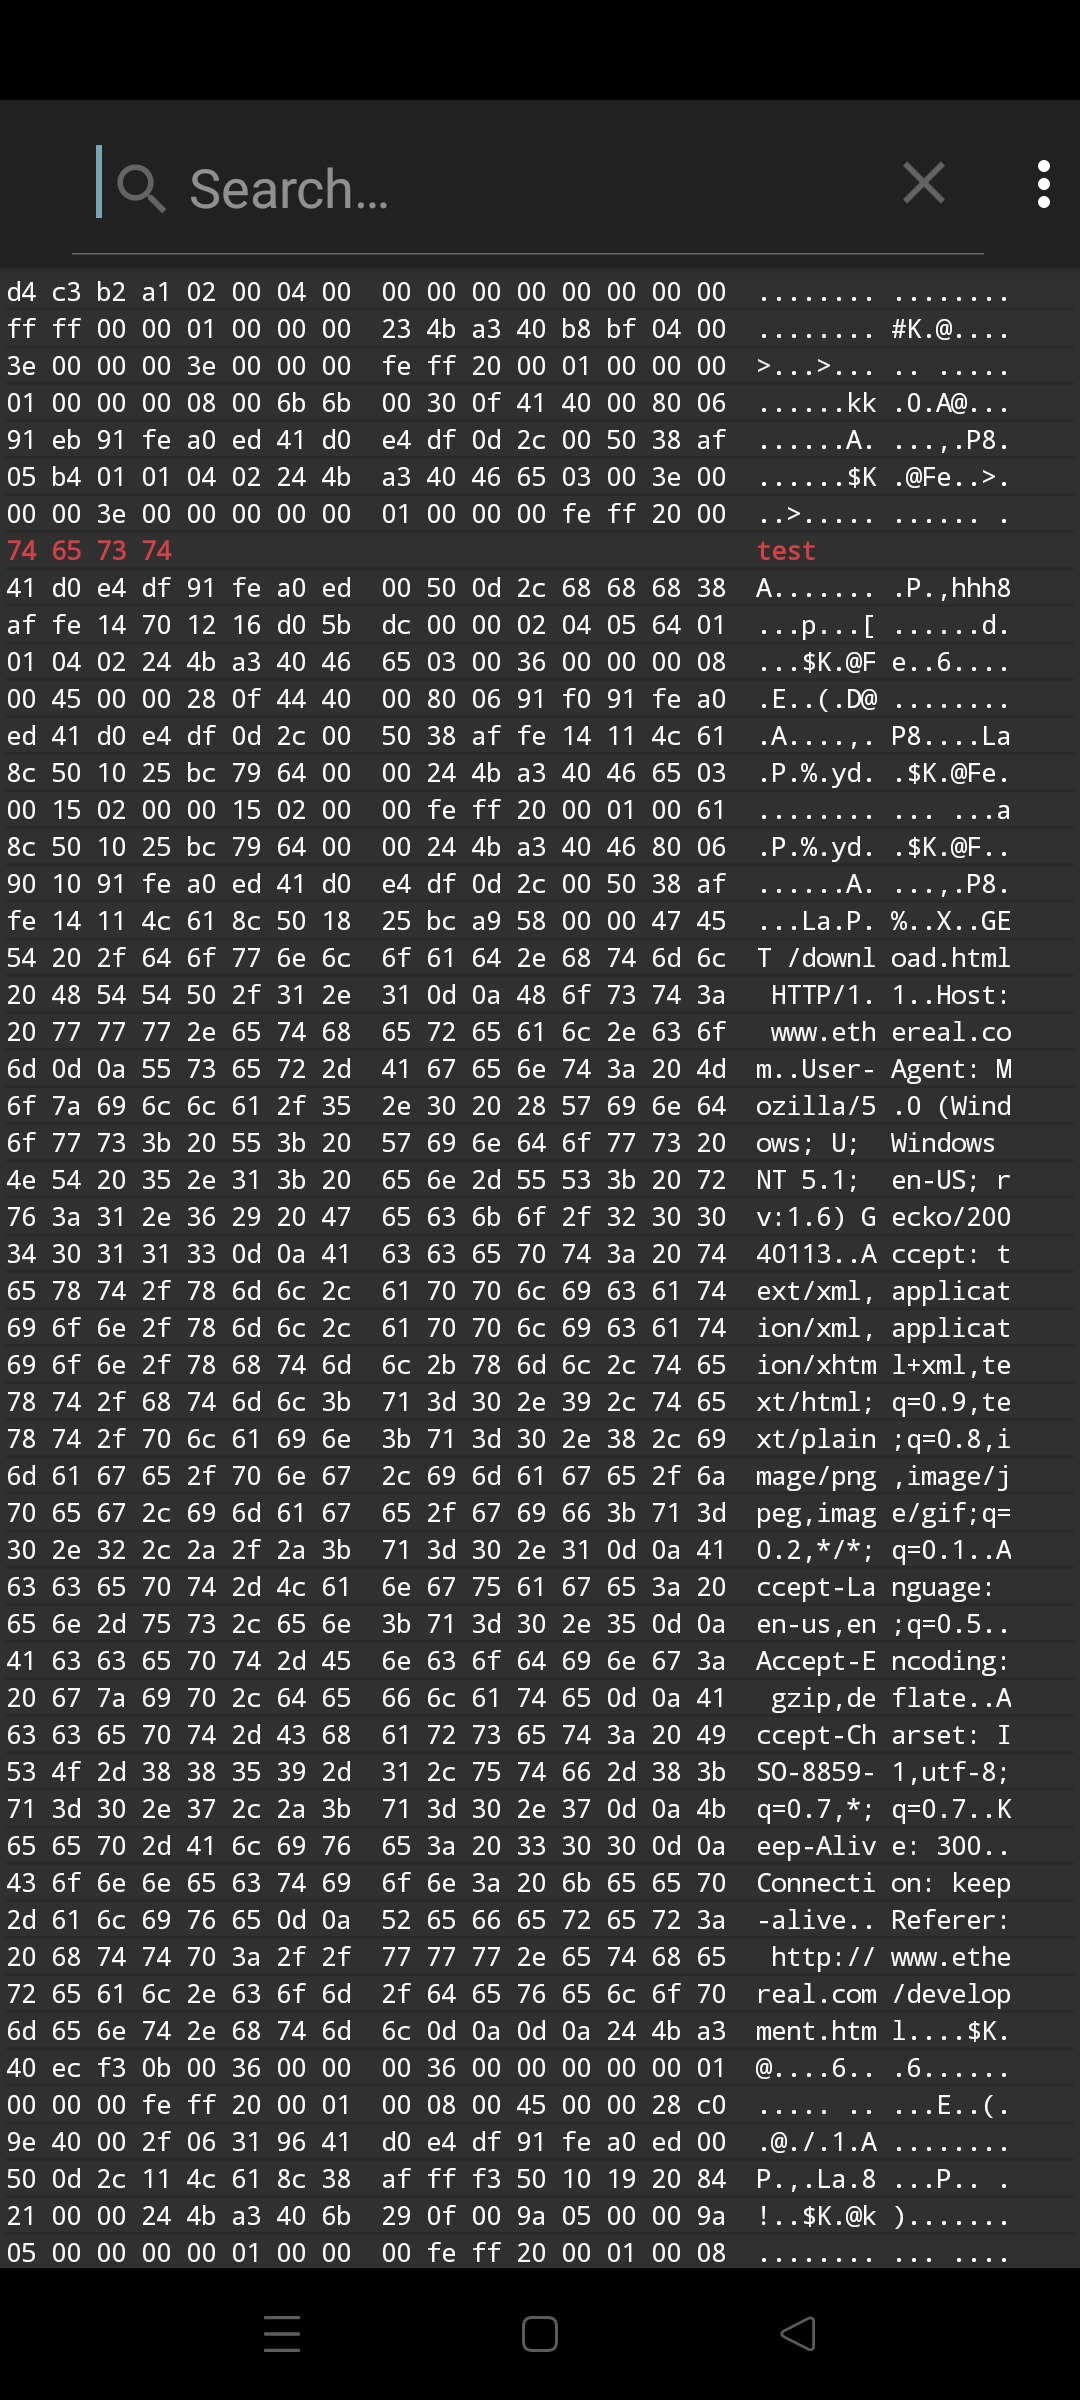 Search...
d4 c3 b2 a1 02 00 04 00 00 00 00 00 00 00 00 00 ........ ........
ff ff 00 00 01 00 00 00 23 4b a3 40 b8 bf 04 00 ........ #K.@....
3e 00 00 00 3e 00 00 00 fe ff 20 00 01 00 00 00 >...>... .. .....
01 00 00 00 08 00 6b 6b 00 30 0f 41 40 00 80 06 ......kk .0.A@...
91 eb 91 fe a0 ed 41 d0 e4 df 0d 2c 00 50 38 af ......A. ...,.P8.
05 b4 01 01 04 02 24 4b a3 40 46 65 03 00 3e 00 ......$K .@Fe..>.
00 00 3e 00 00 00 00 00 01 00 00 00 fe ff 20 00 ..>..... ...... .
74 65 73 74 test
41 d0 e4 df 91 fe a0 ed 00 50 0d 2c 68 68 68 38 A....... .P.,hhh8
af fe 14 70 12 16 d0 5b dc 00 00 02 04 05 64 01 ...p...[ ......d.
01 04 02 24 4b a3 40 46 65 03 00 36 00 00 00 08 ...$K.@F e..6....
00 45 00 00 28 0f 44 40 00 80 06 91 f0 91 fe a0 .E..(.D@ ........
ed 41 d0 e4 df 0d 2c 00 50 38 af fe 14 11 4c 61 .A....,. P8....La
8c 50 10 25 bc 79 64 00 00 24 4b a3 40 46 65 03 .P.%.yd. .$K.@Fe.
00 15 02 00 00 15 02 00 00 fe ff 20 00 01 00 61 ........ ... ...a
8c 50 10 25 bc 79 64 00 00 24 4b a3 40 46 80 06 .P.%.yd. .$K.@F..
90 10 91 fe a0 ed 41 d0 e4 df 0d 2c 00 50 38 af ......A. ...,.P8.
fe 14 11 4c 61 8c 50 18 25 bc a9 58 00 00 47 45 ...La.P. %..X..GE
54 20 2f 64 6f 77 6e 6c 6f 61 64 2e 68 74 6d 6c T /downl oad.html
20 48 54 54 50 2f 31 2e 31 0d 0a 48 6f 73 74 3a  HTTP/1. 1..Host:
20 77 77 77 2e 65 74 68 65 72 65 61 6c 2e 63 6f  www.eth ereal.co
6d 0d 0a 55 73 65 72 2d 41 67 65 6e 74 3a 20 4d m..User- Agent: M
6f 7a 69 6c 6c 61 2f 35 2e 30 20 28 57 69 6e 64 ozilla/5 .0 (Wind
6f 77 73 3b 20 55 3b 20 57 69 6e 64 6f 77 73 20 ows; U;  Windows
4e 54 20 35 2e 31 3b 20 65 6e 2d 55 53 3b 20 72 NT 5.1;  en-US; r
76 3a 31 2e 36 29 20 47 65 63 6b 6f 2f 32 30 30 v:1.6) G ecko/200
34 30 31 31 33 0d 0a 41 63 63 65 70 74 3a 20 74 40113..A ccept: t
65 78 74 2f 78 6d 6c 2c 61 70 70 6c 69 63 61 74 ext/xml, applicat
69 6f 6e 2f 78 6d 6c 2c 61 70 70 6c 69 63 61 74 ion/xml, applicat
69 6f 6e 2f 78 68 74 6d 6c 2b 78 6d 6c 2c 74 65 ion/xhtm l+xml,te
78 74 2f 68 74 6d 6c 3b 71 3d 30 2e 39 2c 74 65 xt/html; q=0.9,te
78 74 2f 70 6c 61 69 6e 3b 71 3d 30 2e 38 2c 69 xt/plain ;q=0.8,i
6d 61 67 65 2f 70 6e 67 2c 69 6d 61 67 65 2f 6a mage/png ,image/j
70 65 67 2c 69 6d 61 67 65 2f 67 69 66 3b 71 3d peg,imag e/gif;q=
30 2e 32 2c 2a 2f 2a 3b 71 3d 30 2e 31 0d 0a 41 0.2,*/*; q=0.1..A
63 63 65 70 74 2d 4c 61 6e 67 75 61 67 65 3a 20 ccept-La nguage:
65 6e 2d 75 73 2c 65 6e 3b 71 3d 30 2e 35 0d 0a en-us,en ;q=0.5..
41 63 63 65 70 74 2d 45 6e 63 6f 64 69 6e 67 3a Accept-E ncoding:
20 67 7a 69 70 2c 64 65 66 6c 61 74 65 0d 0a 41  gzip,de flate..A
63 63 65 70 74 2d 43 68 61 72 73 65 74 3a 20 49 ccept-Ch arset: I
53 4f 2d 38 38 35 39 2d 31 2c 75 74 66 2d 38 3b SO-8859- 1,utf-8;
71 3d 30 2e 37 2c 2a 3b 71 3d 30 2e 37 0d 0a 4b q=0.7,*; q=0.7..K
65 65 70 2d 41 6c 69 76 65 3a 20 33 30 30 0d 0a eep-Aliv e: 300..
43 6f 6e 6e 65 63 74 69 6f 6e 3a 20 6b 65 65 70 Connecti on: keep
2d 61 6c 69 76 65 0d 0a 52 65 66 65 72 65 72 3a -alive.. Referer:
20 68 74 74 70 3a 2f 2f 77 77 77 2e 65 74 68 65  http:// www.ethe
72 65 61 6c 2e 63 6f 6d 2f 64 65 76 65 6c 6f 70 real.com /develop
6d 65 6e 74 2e 68 74 6d 6c 0d 0a 0d 0a 24 4b a3 ment.htm l....$K.
40 ec f3 0b 00 36 00 00 00 36 00 00 00 00 00 01 @....6.. .6......
00 00 00 fe ff 20 00 01 00 08 00 45 00 00 28 c0 ..... .. ...E..(.
9e 40 00 2f 06 31 96 41 d0 e4 df 91 fe a0 ed 00 .@./.1.A ........
50 0d 2c 11 4c 61 8c 38 af ff f3 50 10 19 20 84 P.,.La.8 ...P.. .
21 00 00 24 4b a3 40 6b 29 0f 00 9a 05 00 00 9a !..$K.@k ).......
05 00 00 00 00 01 00 00 00 fe ff 20 00 01 00 08 ........ ... ....